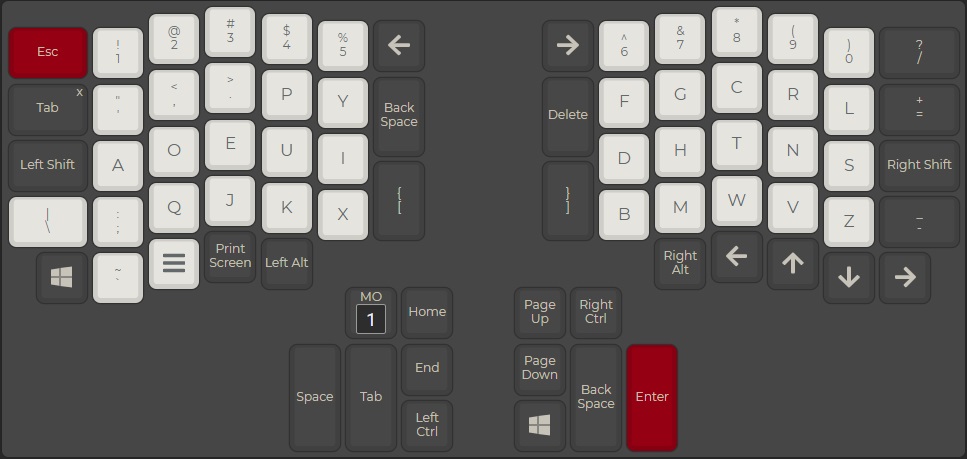 Esc
!
1
@
2
#
3
$
4
%
5
^
6
&
7
*
8
(
9
)
0
?
/
Tab
x
"
'
<
,
>
.
P
Y
Back
Space
Delete
F
G
C
R
L
+
=
Left Shift
A
O
E
U
I
D
H
T
N
S
Right Shift
|
\
:
;
Q
J
K
X
{
[
}
]
B
M
W
V
Z
_
-
~
`
Print
Screen
Left Alt
Right
Alt
MO
1
Home
Page
Up
Right
Ctrl
Space
Tab
End
Left
Ctrl
Page
Down
Back
Space
Enter